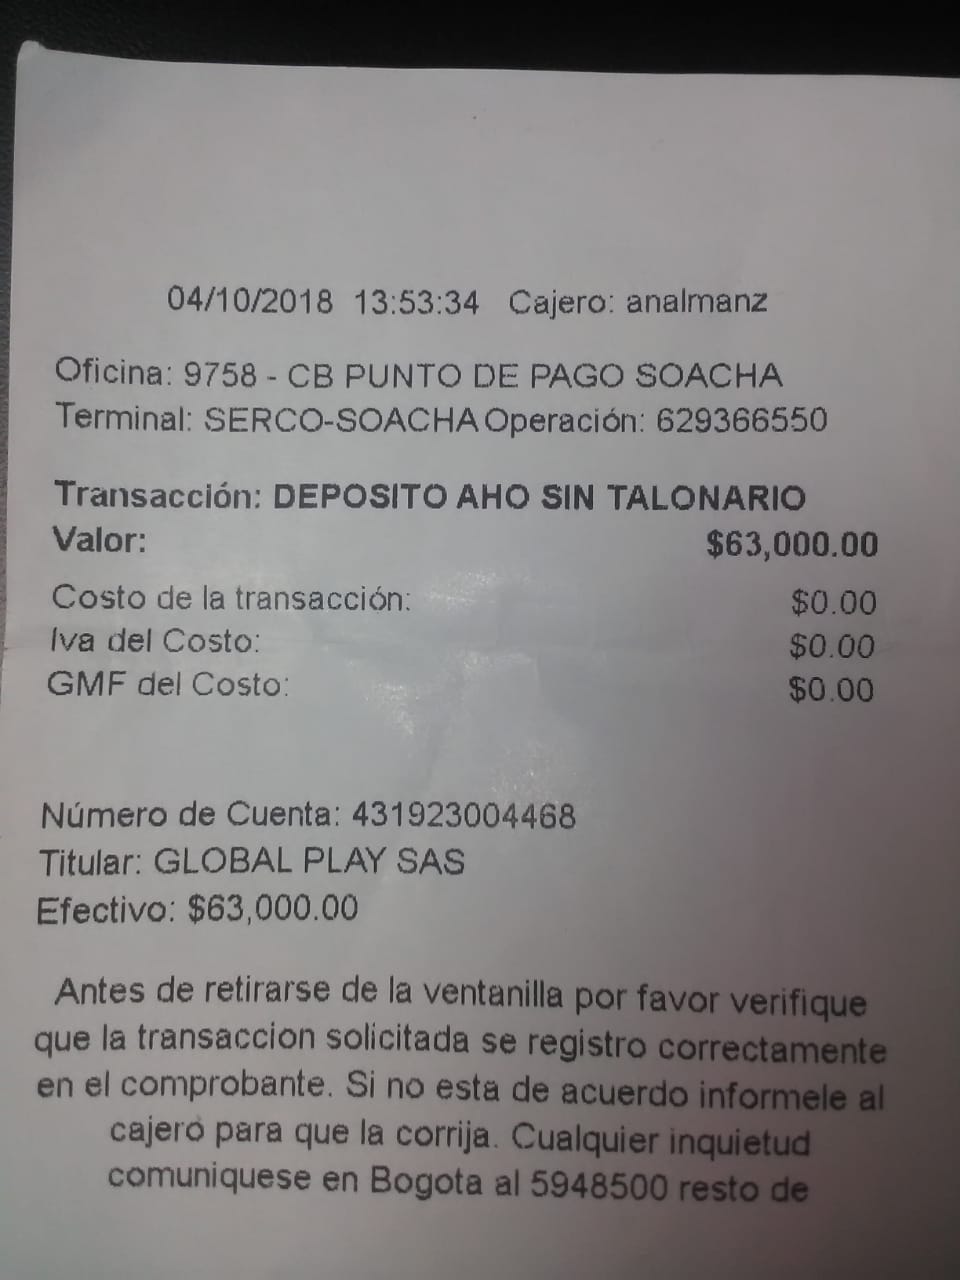 04/10/2018 13:53:34 Cajero: analmanz
Oficina: 9758 - CB PUNTO DE PAGO SOACHA
Terminal: SERCO-SOACHA Operación: 629366550
Transacción: DEPOSITO AHO SIN TALONARIO
Valor: $63,000.00
Costo de la transacción: $0.00
Iva del Costo: $0.00
GMF del Costo: $0.00
Número de Cuenta: 431923004468
Titular: GLOBAL PLAY SAS
Efectivo: $63,000.00
Antes de retirarse de la ventanilla por favor verifique
que la transaccion solicitada se registro correctamente
en el comprobante. Si no esta de acuerdo informele al
cajero para que la corrija. Cualquier inquietud
comuniquese en Bogota al 5948500 resto de